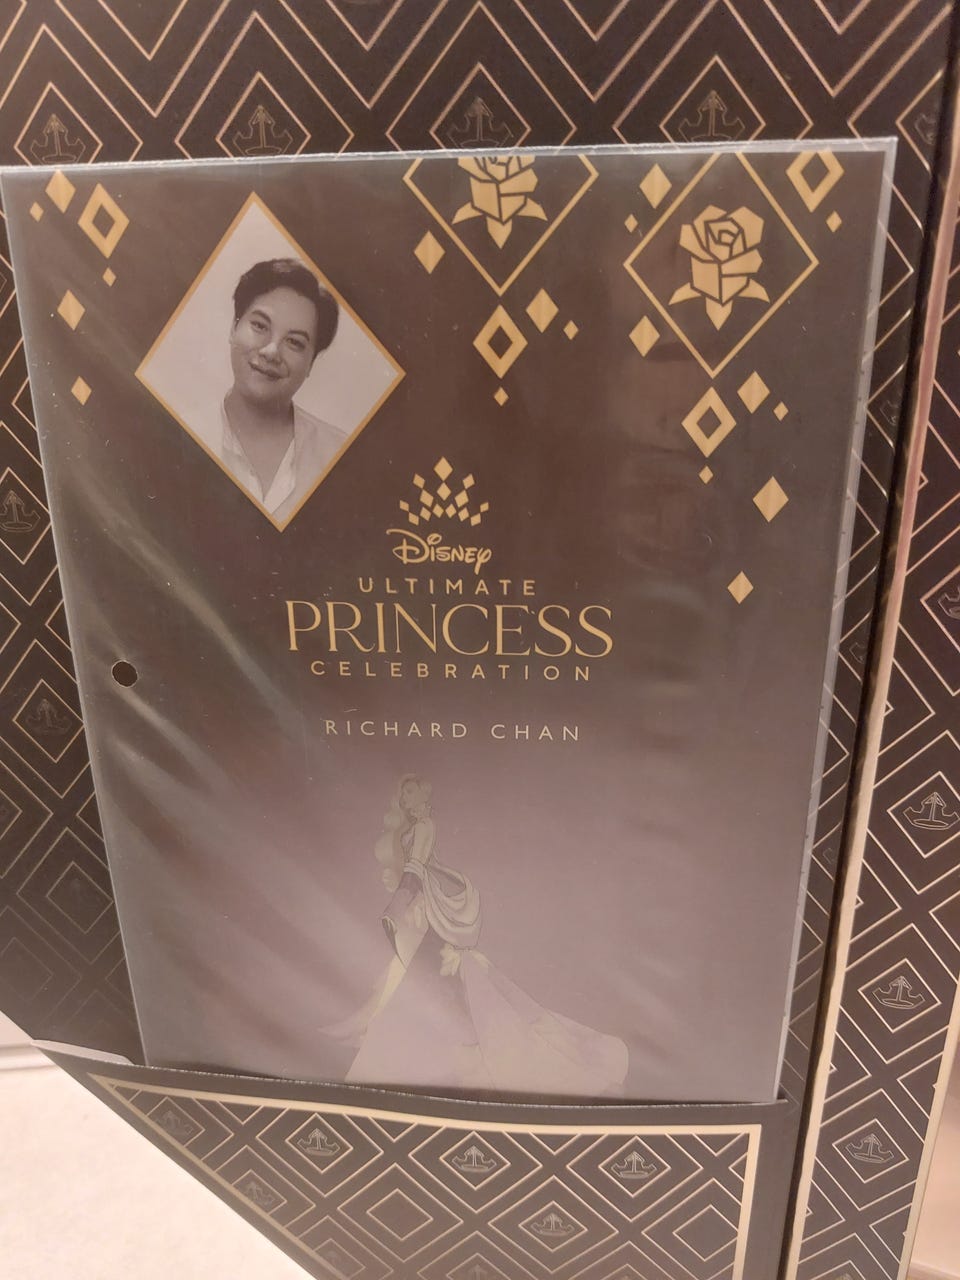 Disney
ULTIMATE
PRINCESS
CELEBRATION
RICHARD CHAN